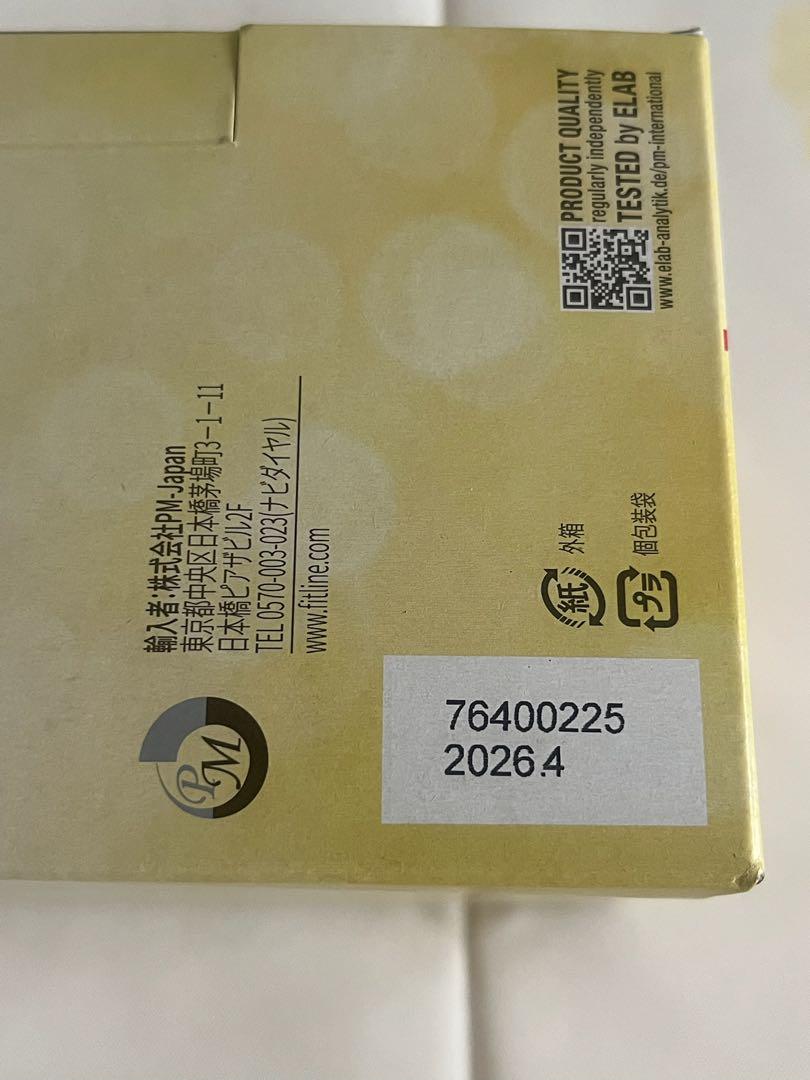 PRODUCT QUALITY
regularly independently
TESTED by ELAB
www.elab-analytik.de/pm-international
輸入者:株式会社PM-Japan
東京都中央区日本橋茅場町3-1-11
日本橋ピアザビル2F
TEL 0570-003-023(ナビダイヤル)
www.fitline.com
紙 外箱
プラ 個包装袋
PM
76400225
2026.4